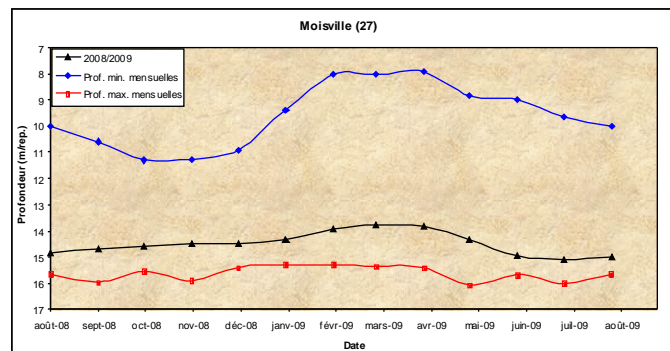 Moisville (27)
2008/2009
Prof. min. mensuelles
Prof. max. mensuelles
Profondeur (m/rep.)
7
8
9
10
11
12
13
14
15
16
17
août-08 sept-08 oct-08 nov-08 déc-08 janv-09 févr-09 mars-09 avr-09 mai-09 juin-09 juil-09 août-09
Date